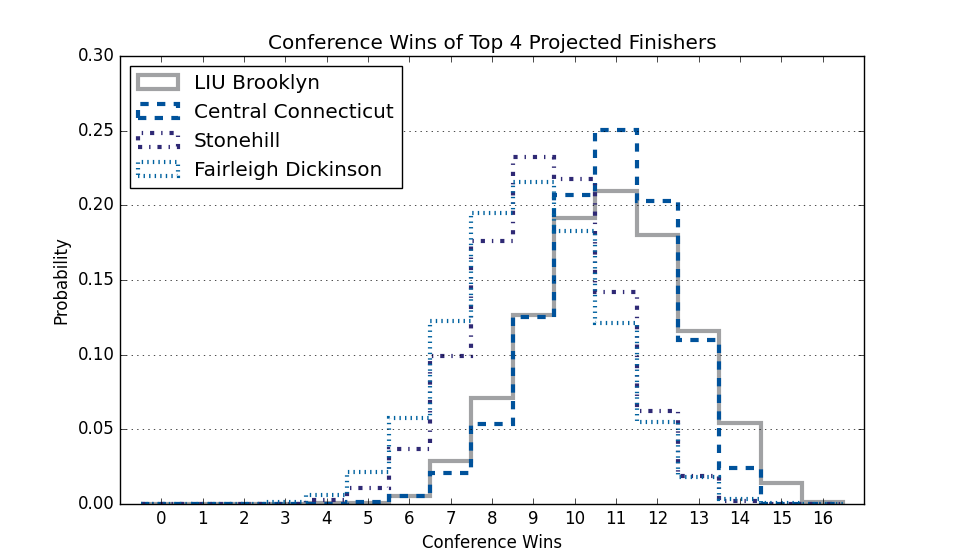 Conference Wins of Top 4 Projected Finishers
0.30
0.25
0.20
0.15
0.10
0.05
0.00
Probability
LIU Brooklyn
Central Connecticut
Stonehill
Fairleigh Dickinson
0 1 2 3 4 5 6 7 8 9 10 11 12 13 14 15 16
Conference Wins